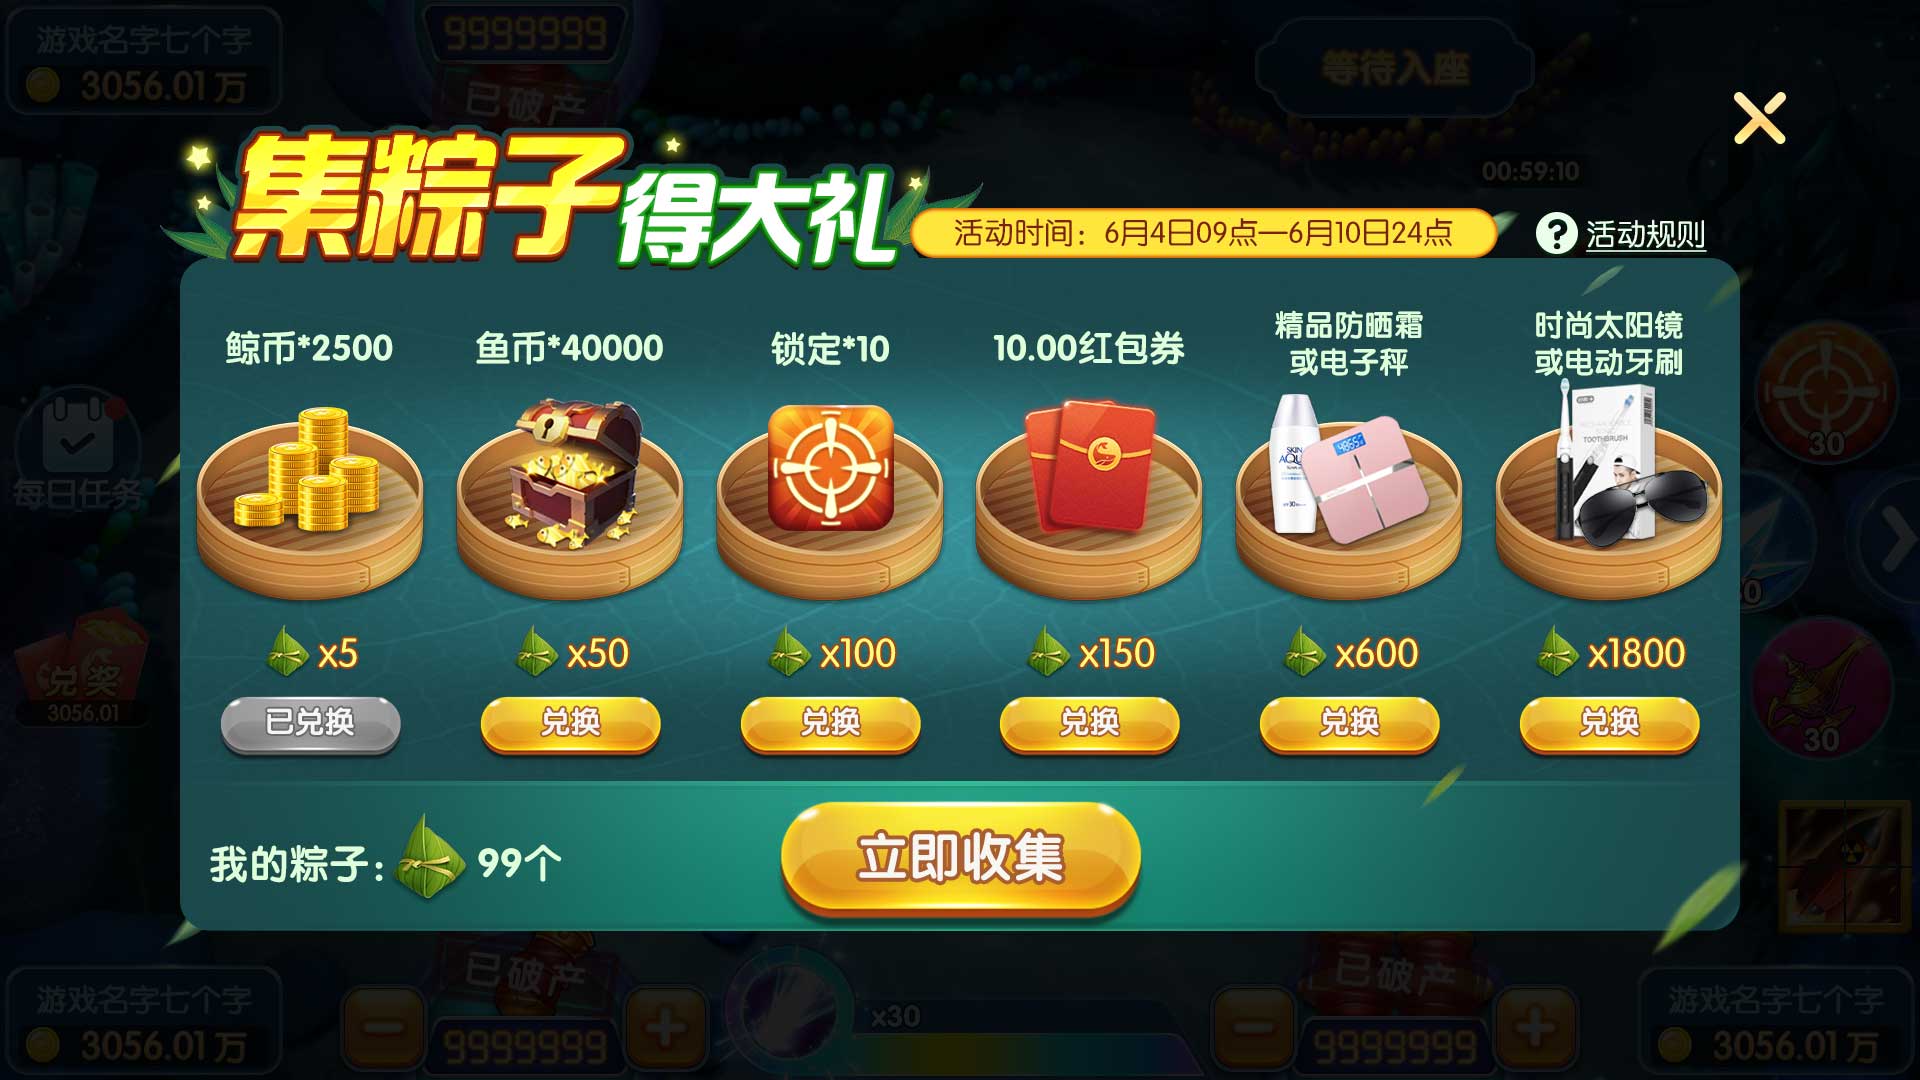 游戏名字七个字
3056.01万
9999999
已破产
等待入座
00:59:10
集粽子得大礼
活动时间：6月4日09点—6月10日24点
? 活动规则
鲸币*2500
鱼币*40000
锁定*10
10.00红包券
精品防晒霜
或电子秤
时尚太阳镜
或电动牙刷
SKIN
AQU
TOOTHBRUSH
30
每日任务
兑奖
3056.01
30
x5
x50
x100
x150
x600
x1800
已兑换
兑换
兑换
兑换
兑换
兑换
我的粽子：99个
立即收集
已破产
已破产
游戏名字七个字
3056.01万
9999999
x30
9999999
游戏名字七个字
3056.01万